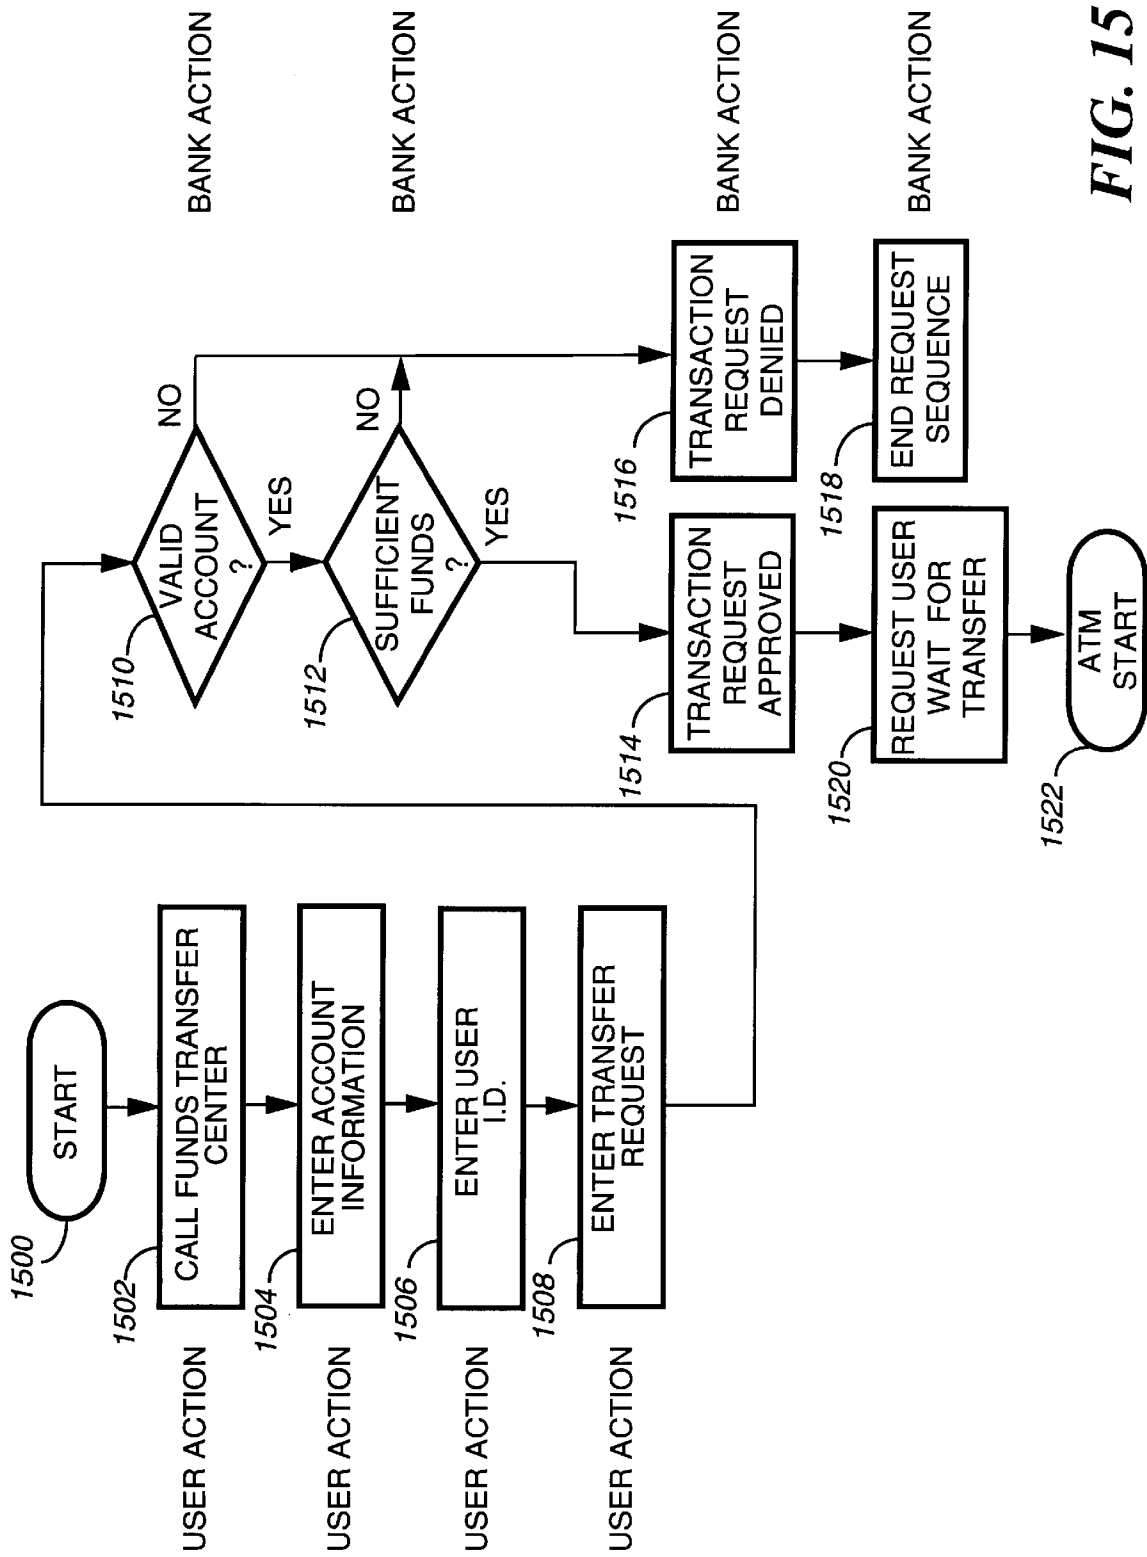 1500
START
USER ACTION
1502
CALL FUNDS TRANSFER
CENTER
USER ACTION
1504
ENTER ACCOUNT
INFORMATION
USER ACTION
1506
ENTER USER
I.D.
USER ACTION
1508
ENTER TRANSFER
REQUEST
1510
VALID
ACCOUNT
?
NO
YES
BANK ACTION
1512
SUFFICIENT
FUNDS
?
NO
YES
BANK ACTION
1514
TRANSACTION
REQUEST
APPROVED
1516
TRANSACTION
REQUEST
DENIED
BANK ACTION
1520
REQUEST USER
WAIT FOR
TRANSFER
1518
END REQUEST
SEQUENCE
BANK ACTION
1522
ATM
START
FIG. 15